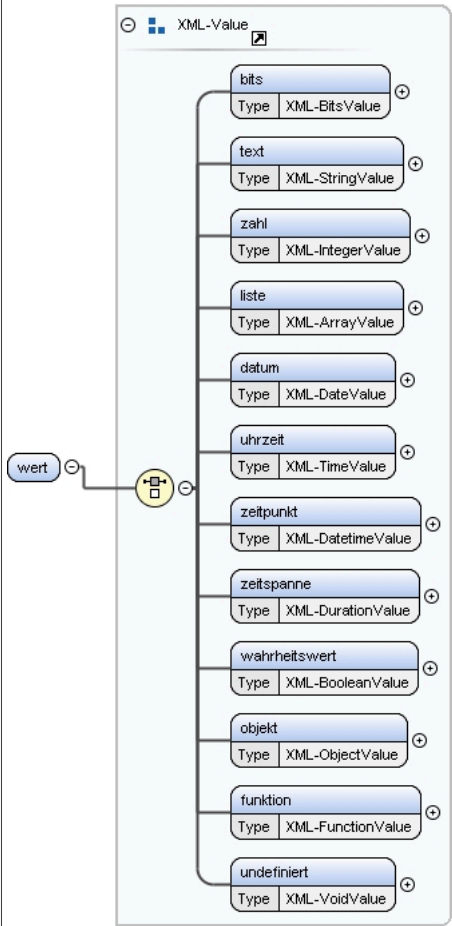 XML-Value
bits
Type XML-BitsValue
text
Type XML-StringValue
zahl
Type XML-IntegerValue
liste
Type XML-ArrayValue
datum
Type XML-DateValue
uhrzeit
Type XML-TimeValue
wert
zeitpunkt
Type XML-DatetimeValue
zeitspanne
Type XML-DurationValue
wahrheitswert
Type XML-BooleanValue
objekt
Type XML-ObjectValue
funktion
Type XML-FunctionValue
undefiniert
Type XML-VoidValue